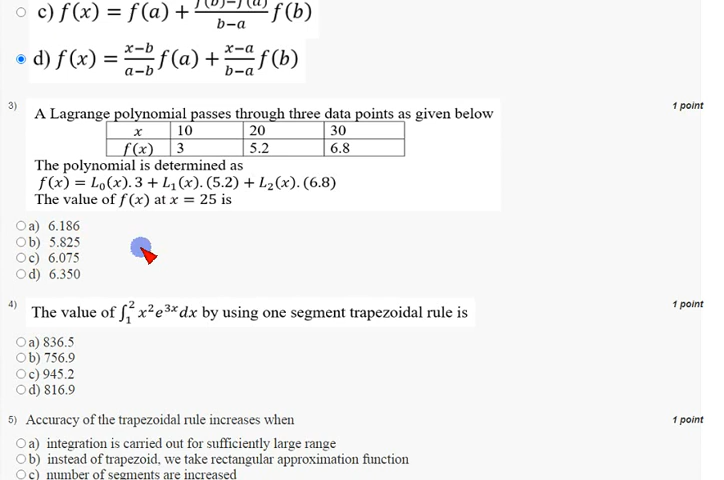 c) f(x) = f(a) + f(b)−f(a)/b−a f(b)
d) f(x) = x−b/a−b f(a) + x−a/b−a f(b)
3) A Lagrange polynomial passes through three data points as given below 1 point
x 10 20 30
f(x) 3 5.2 6.8
The polynomial is determined as
f(x) = L₀(x). 3 + L₁(x). (5.2) + L₂(x). (6.8)
The value of f(x) at x = 25 is
a) 6.186
b) 5.825
c) 6.075
d) 6.350
4) The value of ∫₁² x²e³ˣdx by using one segment trapezoidal rule is 1 point
a) 836.5
b) 756.9
c) 945.2
d) 816.9
5) Accuracy of the trapezoidal rule increases when 1 point
a) integration is carried out for sufficiently large range
b) instead of trapezoid, we take rectangular approximation function
c) number of segments are increased